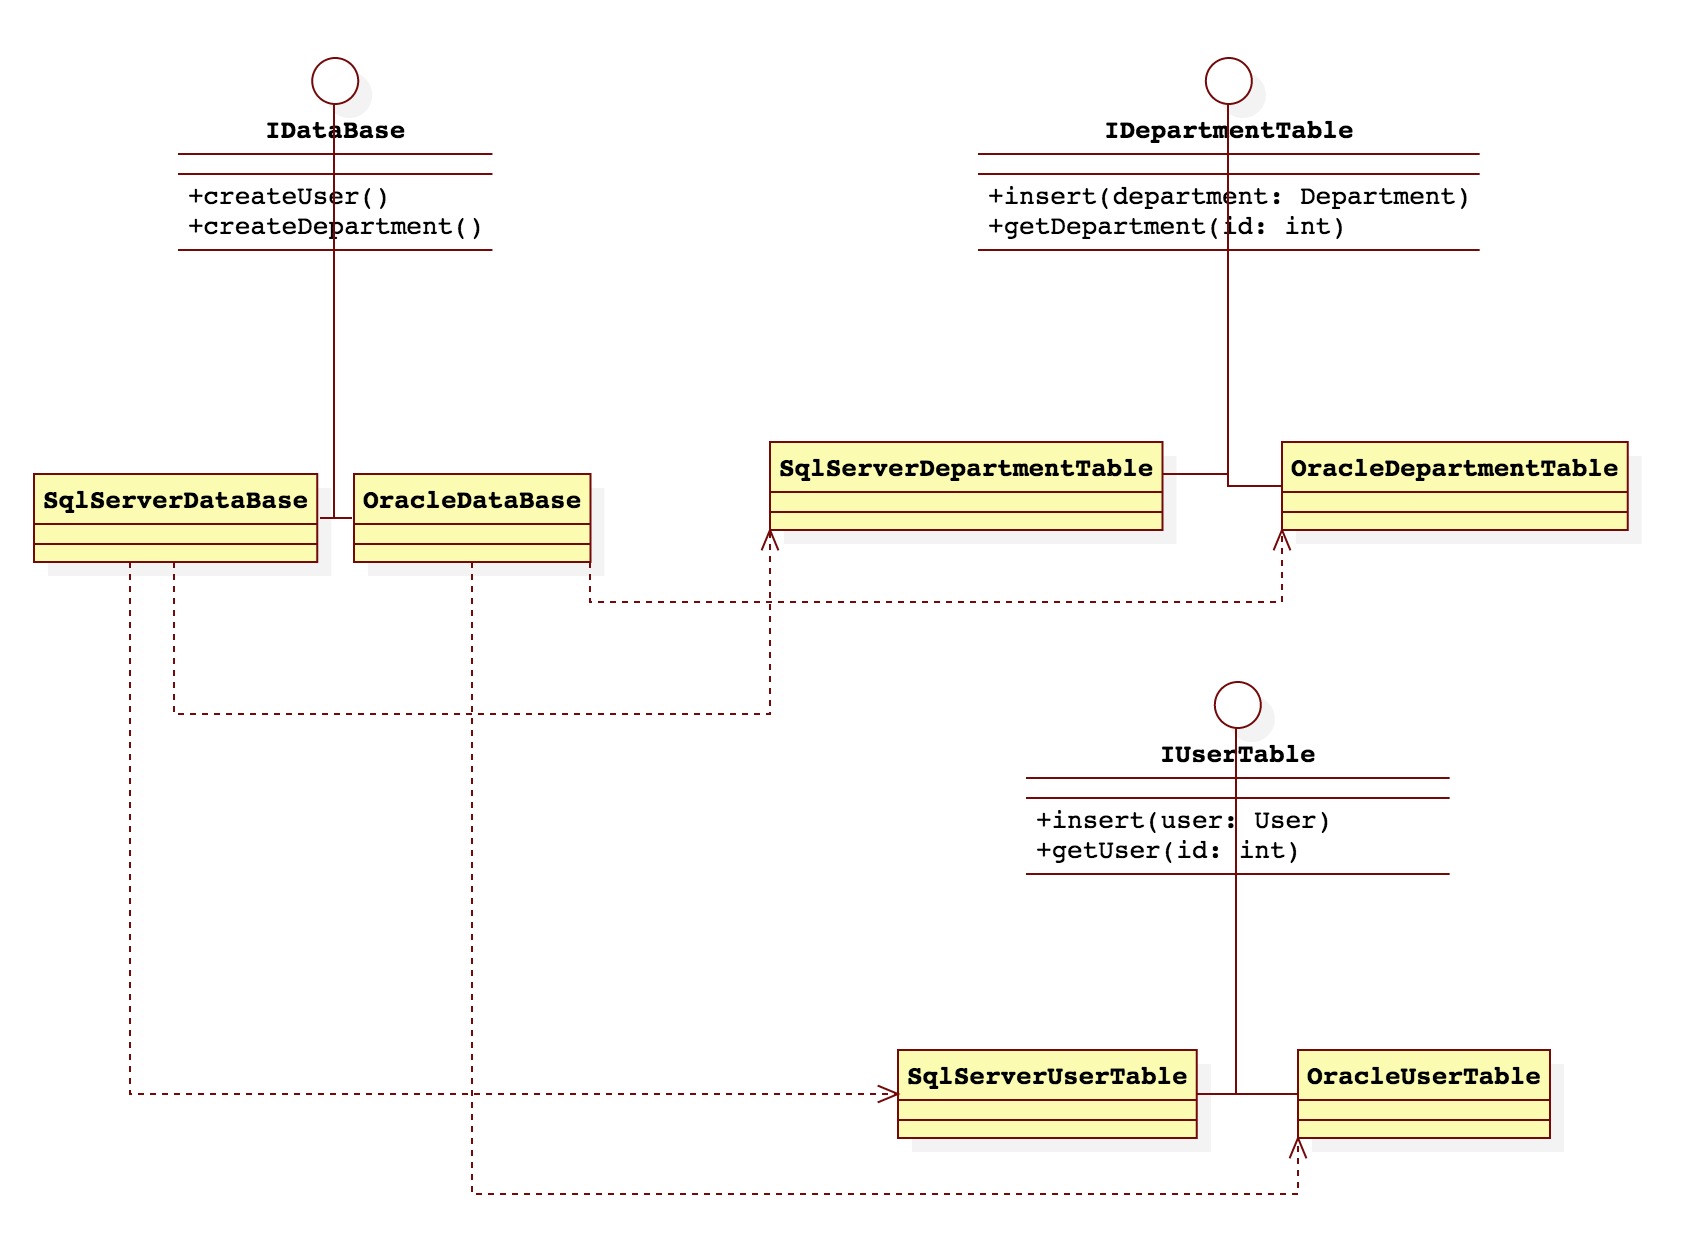 IDataBase
+createUser()
+createDepartment()
IDepartmentTable
+insert(department: Department)
+getDepartment(id: int)
SqlServerDataBase
OracleDataBase
SqlServerDepartmentTable
OracleDepartmentTable
IUserTable
+insert(user: User)
+getUser(id: int)
SqlServerUserTable
OracleUserTable